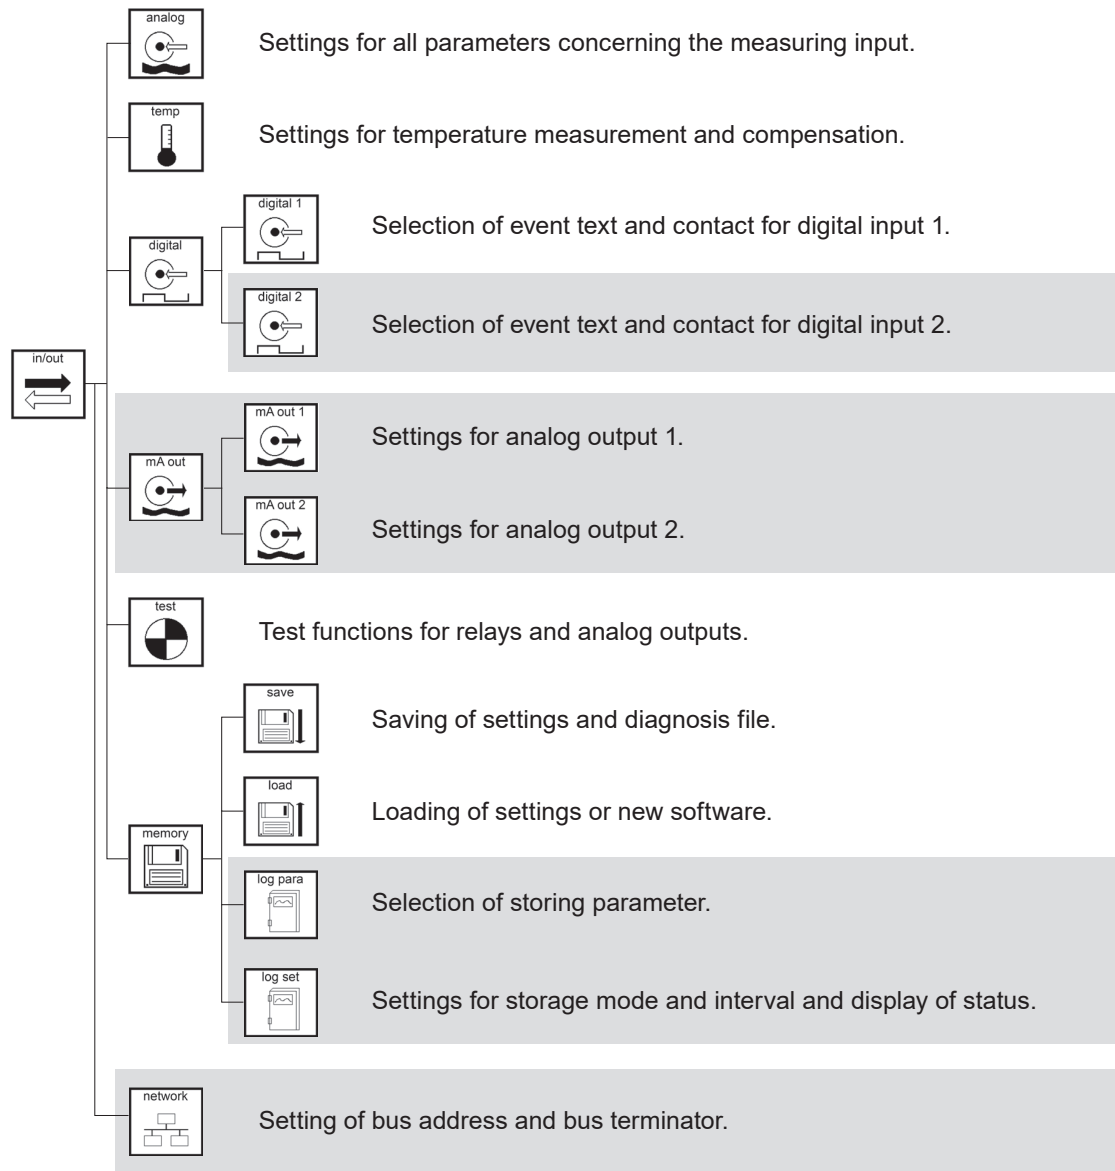 analog
Settings for all parameters concerning the measuring input.
temp
Settings for temperature measurement and compensation.
digital 1
Selection of event text and contact for digital input 1.
digital
digital 2
Selection of event text and contact for digital input 2.
in/out
mA out 1
Settings for analog output 1.
mA out
mA out 2
Settings for analog output 2.
test
Test functions for relays and analog outputs.
save
Saving of settings and diagnosis file.
load
Loading of settings or new software.
memory
log para
Selection of storing parameter.
log set
Settings for storage mode and interval and display of status.
network
Setting of bus address and bus terminator.